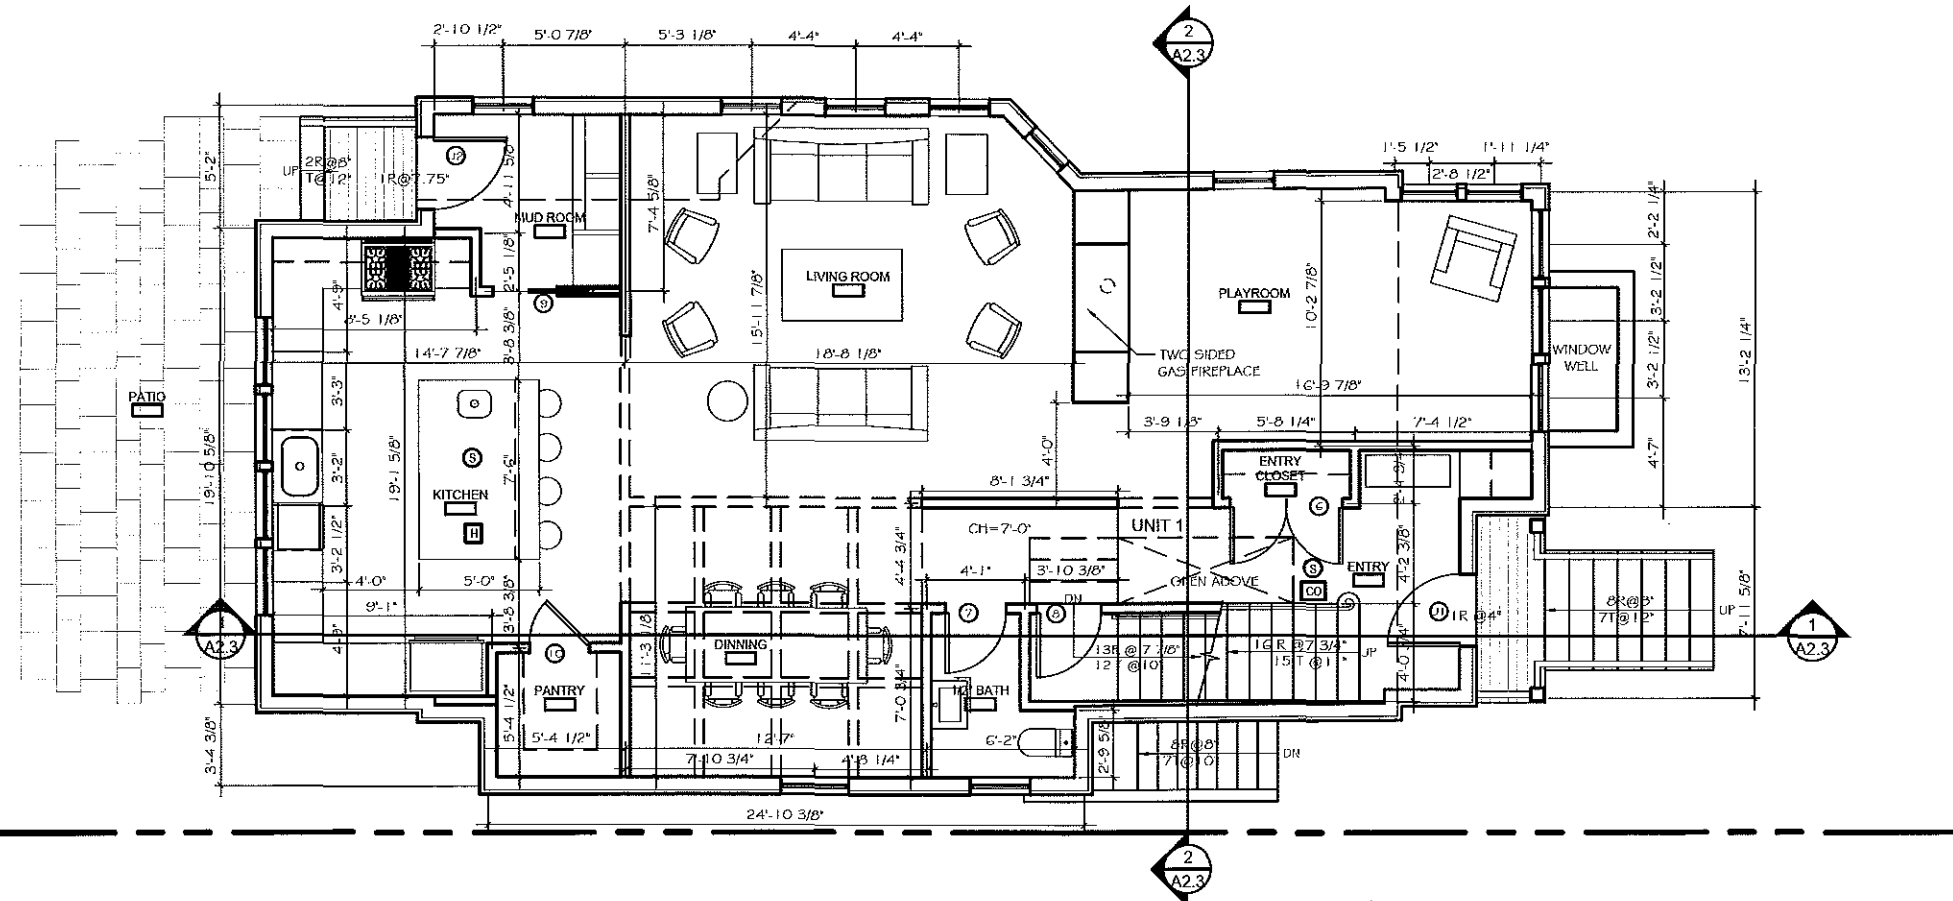 2'-10 1/2"
5'-0 7/8"
5'-3 1/8"
4'-4"
4'-4"
2
A2.3
5'-2"
UP
2R@8"
T@12"
1R@7.75"
12
4'-11 5/8"
MUD ROOM
7'-4 5/8"
2'-5 1/8"
LIVING ROOM
15'-11 7/8"
1'-5 1/2"
1'-11 1/4"
2'-8 1/2"
2'-2 1/4"
PLAYROOM
10'-2 7/8"
3'-2 1/2"
13'-2 1/4"
4'-9"
9
8'-5 1/8"
3'-8 3/8"
14'-7 7/8"
18'-8 1/8"
TWO SIDED
GAS FIREPLACE
WINDOW
WELL
3'-2 1/2"
16'-9 7/8"
PATIO
3'-3"
3'-9 1/8"
5'-8 1/4"
7'-4 1/2"
19'-10 5/8"
19'-1 5/8"
3'-2"
S
7'-6"
KITCHEN
H
4'-0"
8'-1 3/4"
ENTRY
CLOSET
6
4'-7"
CH=7'-0"
UNIT 1
3'-2 1/2"
4'-4 3/4"
4'-2 3/8"
4'-0"
5'-0"
4'-1"
3'-10 3/8"
OPEN ABOVE
S
ENTRY
CO
9'-1"
3'-8 3/8"
DN
7
8
1R @4"
8R@8"
7T@12"
UP
7'-11 5/8"
1
A2.3
4'-9"
10
11'-3 1/8"
DINNING
13R @7 7/8"
12 T @10"
16 R @7 3/4"
UP
4'-0 3/4"
1
A2.3
PANTRY
1/2 BATH
7'-0 3/4"
5'-4 1/2"
3'-4 3/8"
5'-4 1/2"
12'-7"
6'-2"
2'-9 5/8"
8R@8"
7T@10"
DN
7'-10 3/4"
4'-8 1/4"
24'-10 3/8"
2
A2.3